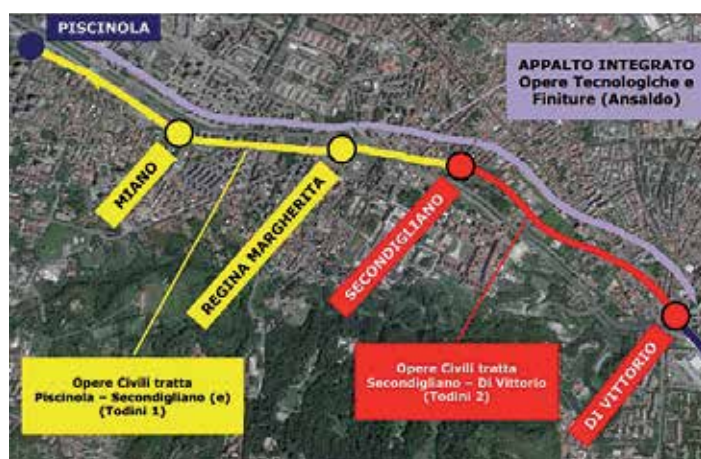 PISCINOLA
APPALTO INTEGRATO
Opere Tecnologiche e
Finiture (Ansaldo)
MIANO
REGINA MARGHERITA
SECONDIGLIANO
DI VITTORIO
Opere Civili tratta
Piscinola – Secondigliano (e)
(Todini 1)
Opere Civili tratta
Secondigliano – Di Vittorio
(Todini 2)